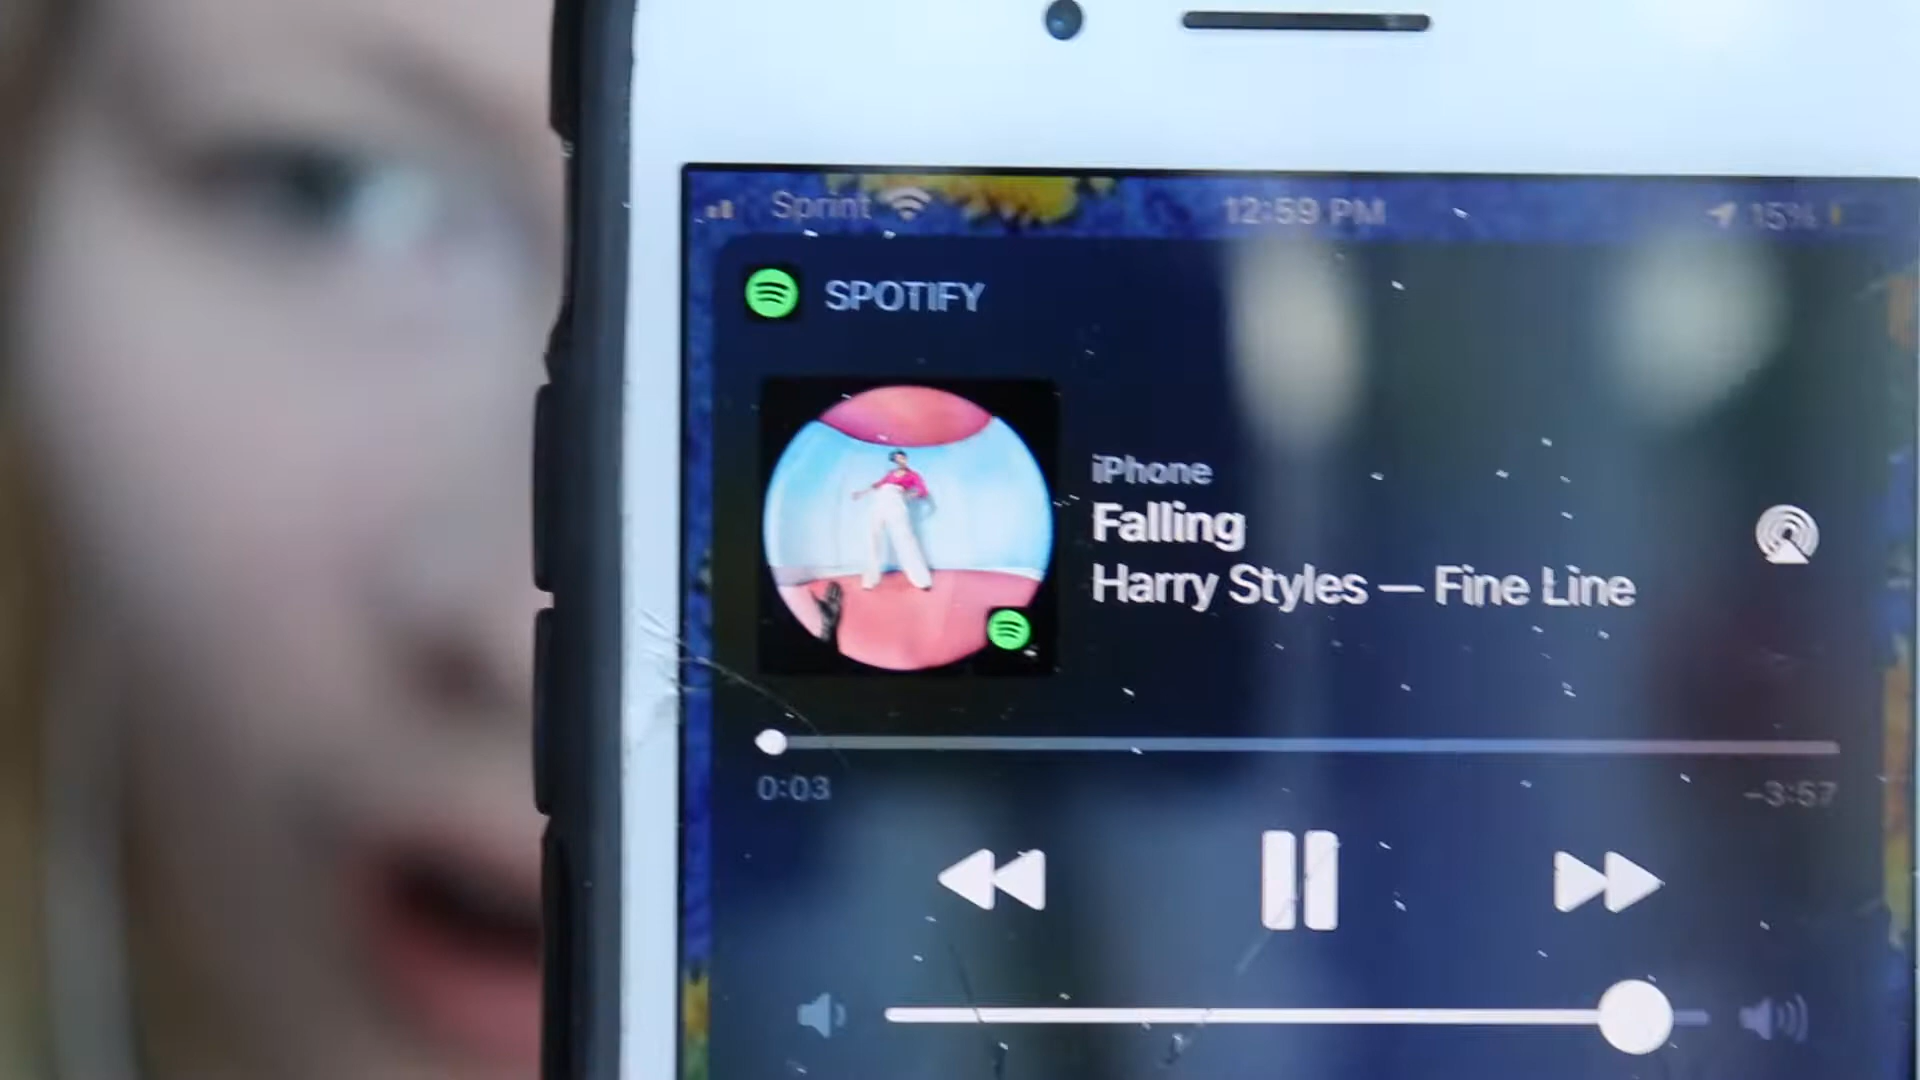 Sprint 12:59 PM 15%
SPOTIFY
iPhone
Falling
Harry Styles — Fine Line
0:03 -3:57